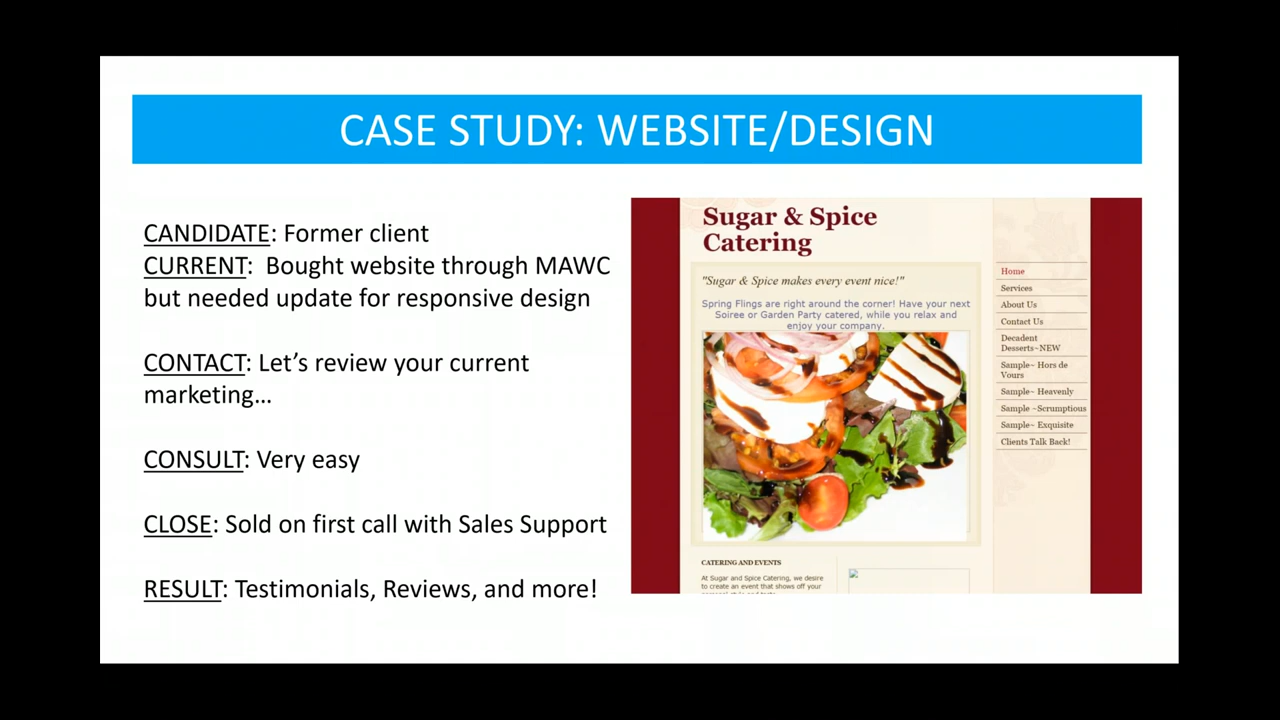 CASE STUDY: WEBSITE/DESIGN
CANDIDATE: Former client
CURRENT:  Bought website through MAWC
but needed update for responsive design
CONTACT: Let’s review your current
marketing…
CONSULT: Very easy
CLOSE: Sold on first call with Sales Support
RESULT: Testimonials, Reviews, and more!
Sugar & Spice
Catering
"Sugar & Spice makes every event nice!"
Spring Flings are right around the corner! Have your next
Soiree or Garden Party catered, while you relax and
enjoy your company.
CATERING AND EVENTS
At Sugar and Spice Catering, we desire
to create an event that shows off your
Home
Services
About Us
Contact Us
Decadent
Desserts~NEW
Sample~ Hors de
Vours
Sample~ Heavenly
Sample ~Scrumptious
Sample~ Exquisite
Clients Talk Back!